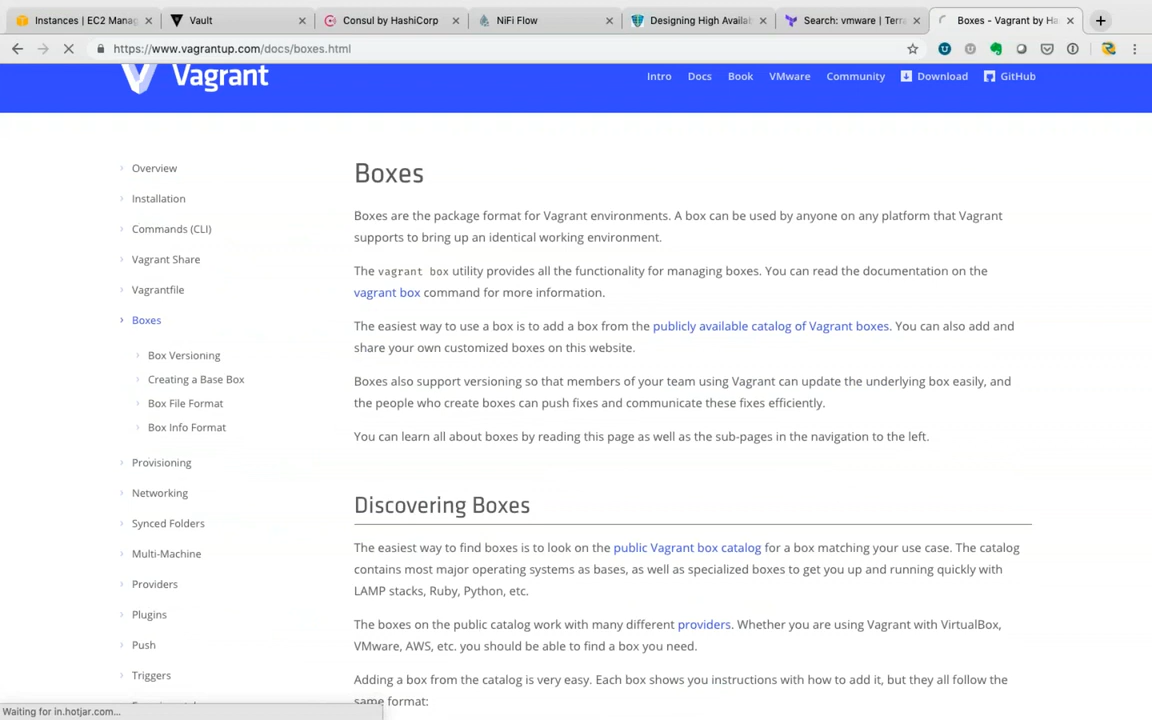 Instances | EC2 Manag
Vault
Consul by HashiCorp
NiFi Flow
Designing High Availab
Search: vmware | Terra
Boxes - Vagrant by Ha
https://www.vagrantup.com/docs/boxes.html
Vagrant
Intro
Docs
Book
VMware
Community
Download
GitHub
Overview
Installation
Commands (CLI)
Vagrant Share
Vagrantfile
Boxes
Box Versioning
Creating a Base Box
Box File Format
Box Info Format
Provisioning
Networking
Synced Folders
Multi-Machine
Providers
Plugins
Push
Triggers
Boxes
Boxes are the package format for Vagrant environments. A box can be used by anyone on any platform that Vagrant
supports to bring up an identical working environment.
The vagrant box utility provides all the functionality for managing boxes. You can read the documentation on the
vagrant box command for more information.
The easiest way to use a box is to add a box from the publicly available catalog of Vagrant boxes. You can also add and
share your own customized boxes on this website.
Boxes also support versioning so that members of your team using Vagrant can update the underlying box easily, and
the people who create boxes can push fixes and communicate these fixes efficiently.
You can learn all about boxes by reading this page as well as the sub-pages in the navigation to the left.
Discovering Boxes
The easiest way to find boxes is to look on the public Vagrant box catalog for a box matching your use case. The catalog
contains most major operating systems as bases, as well as specialized boxes to get you up and running quickly with
LAMP stacks, Ruby, Python, etc.
The boxes on the public catalog work with many different providers. Whether you are using Vagrant with VirtualBox,
VMware, AWS, etc. you should be able to find a box you need.
Adding a box from the catalog is very easy. Each box shows you instructions with how to add it, but they all follow the
same format:
Waiting for in.hotjar.com...